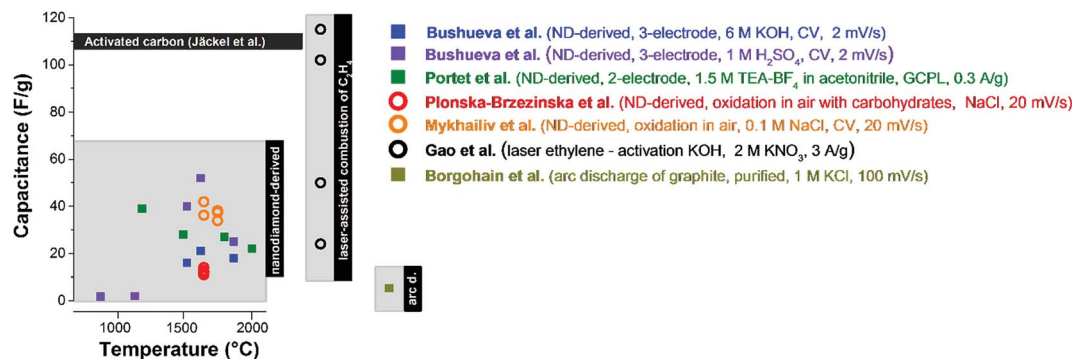 Capacitance (F/g)
120
100
80
60
40
20
0
1000
1500
2000
Temperature (°C)
Activated carbon (Jäckel et al.)
nanodiamond-derived
laser-assisted combustion of C₂H₄
arc d.
Bushueva et al. (ND-derived, 3-electrode, 6 M KOH, CV, 2 mV/s)
Bushueva et al. (ND-derived, 3-electrode, 1 M H₂SO₄, CV, 2 mV/s)
Portet et al. (ND-derived, 2-electrode, 1.5 M TEA-BF₄ in acetonitrile, GCPL, 0.3 A/g)
Plonska-Brzezinska et al. (ND-derived, oxidation in air with carbohydrates, NaCl, 20 mV/s)
Mykhailiv et al. (ND-derived, oxidation in air, 0.1 M NaCl, CV, 20 mV/s)
Gao et al. (laser ethylene - activation KOH, 2 M KNO₃, 3 A/g)
Borgohain et al. (arc discharge of graphite, purified, 1 M KCl, 100 mV/s)